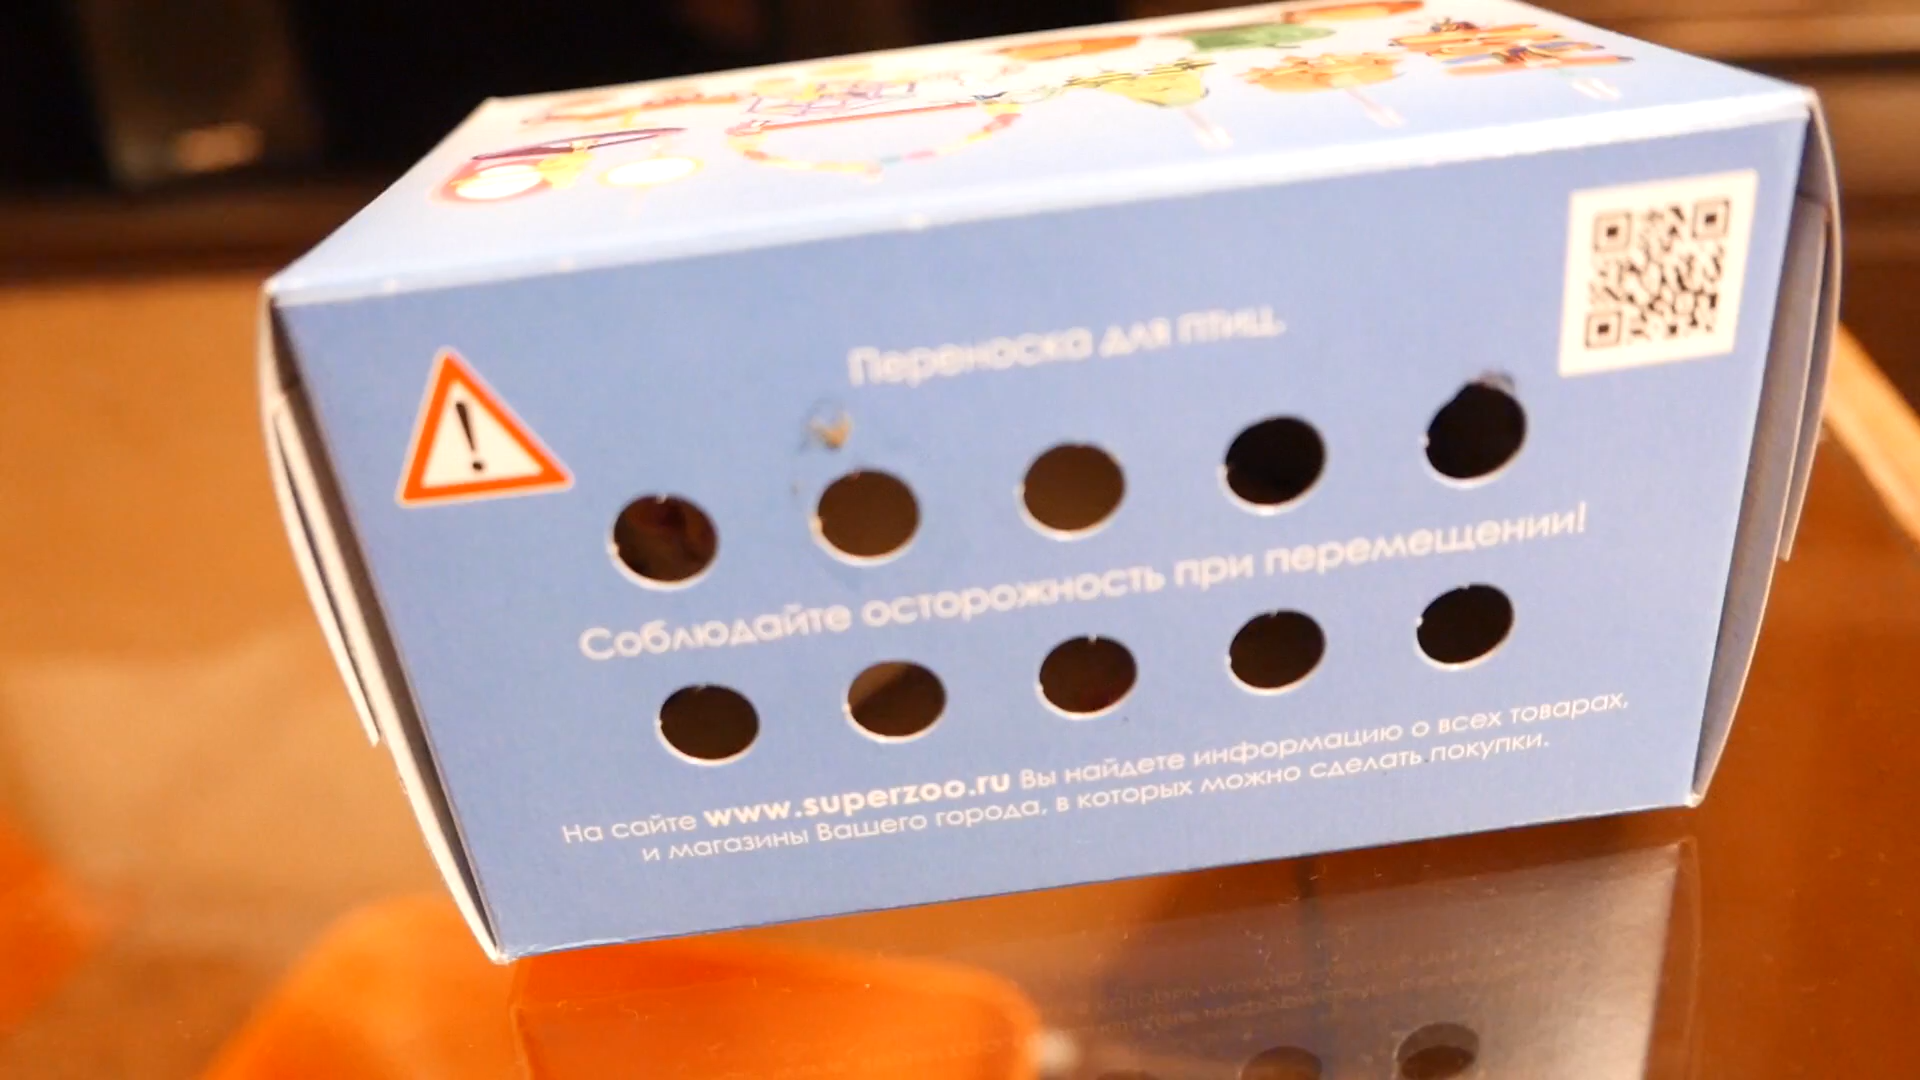 Переноска для птиц.
Соблюдайте осторожность при перемещении!
На сайте www.superzoo.ru Вы найдете информацию о всех товарах,
и магазины Вашего города, в которых можно сделать покупки.